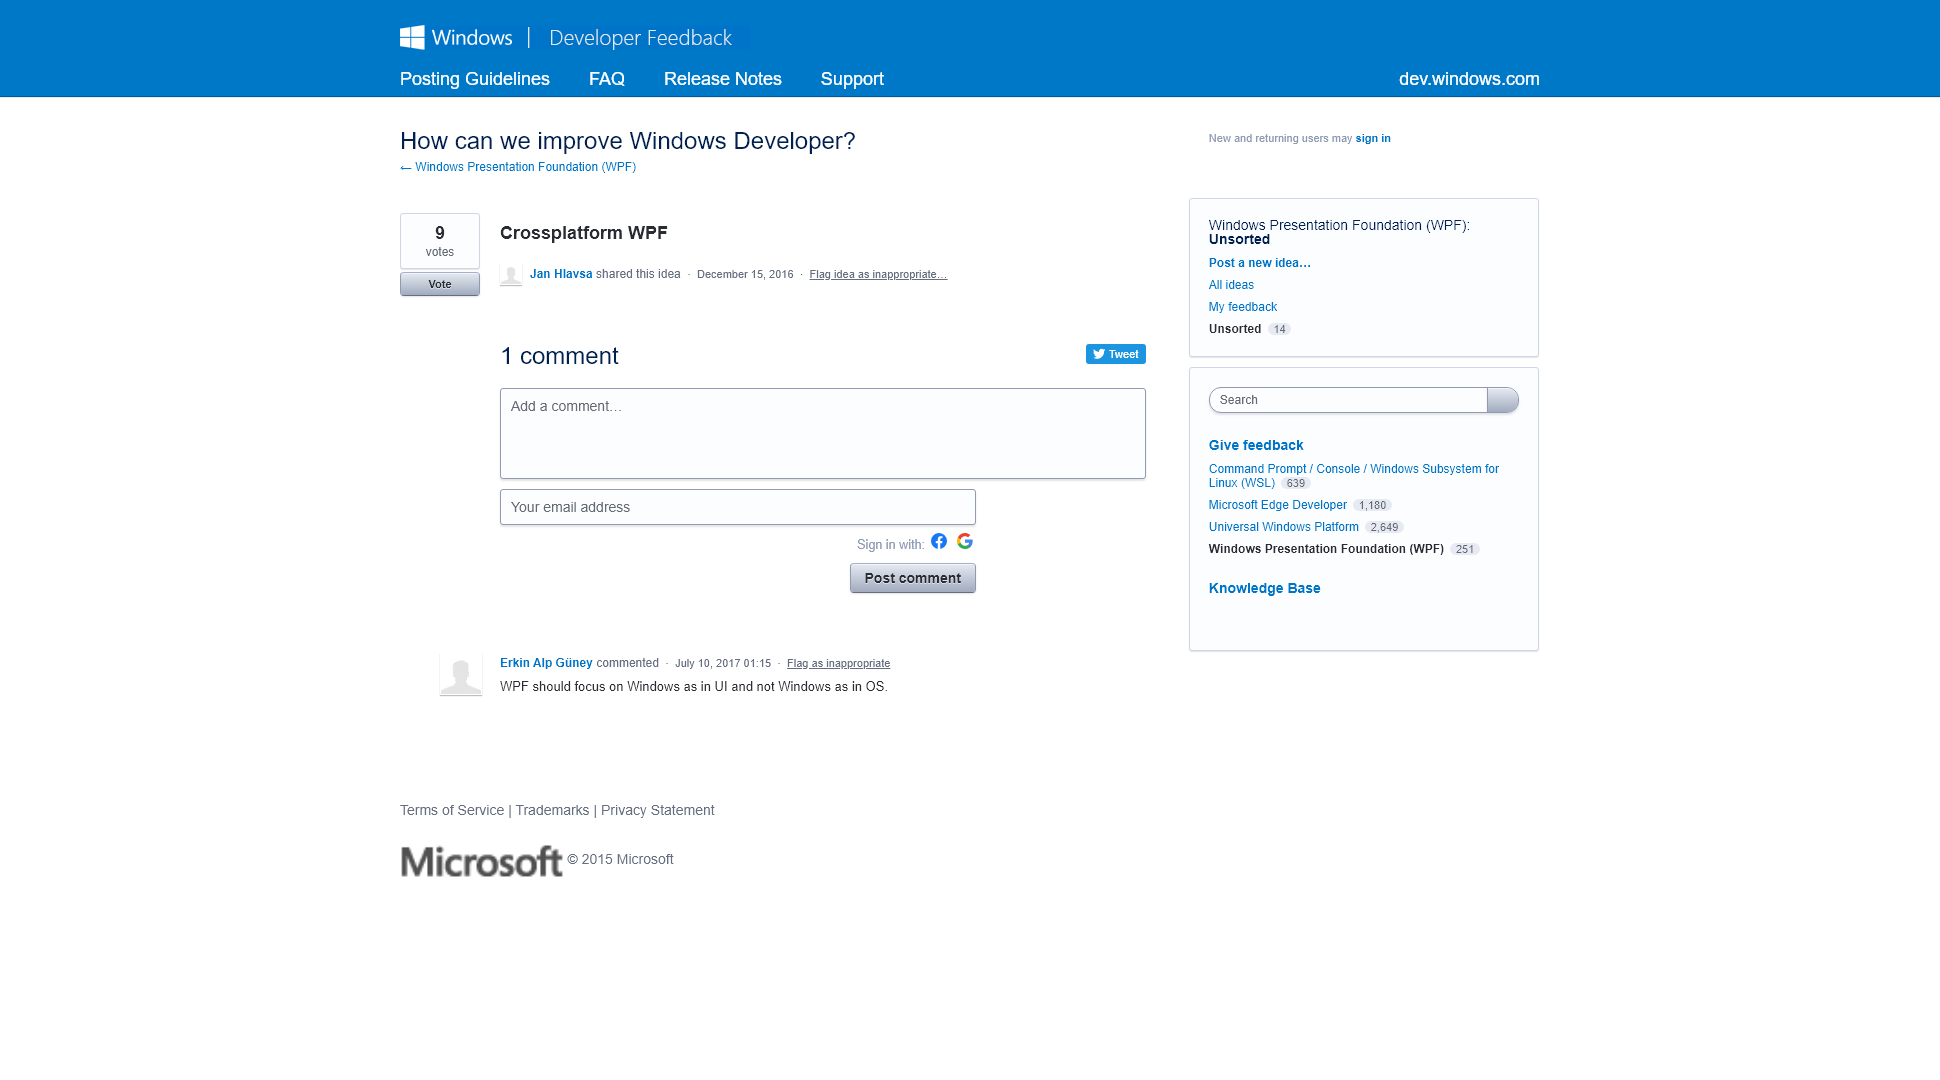 Windows | Developer Feedback
Posting Guidelines FAQ Release Notes Support dev.windows.com
How can we improve Windows Developer?
← Windows Presentation Foundation (WPF)
New and returning users may sign in
9
votes
Vote
Crossplatform WPF
Jan Hlavsa shared this idea · December 15, 2016 · Flag idea as inappropriate…
1 comment
Tweet
Add a comment…
Your email address
Sign in with:
Post comment
Erkin Alp Güney commented · July 10, 2017 01:15 · Flag as inappropriate
WPF should focus on Windows as in UI and not Windows as in OS.
Windows Presentation Foundation (WPF):
Unsorted
Post a new idea…
All ideas
My feedback
Unsorted 14
Search
Give feedback
Command Prompt / Console / Windows Subsystem for
Linux (WSL) 639
Microsoft Edge Developer 1,180
Universal Windows Platform 2,649
Windows Presentation Foundation (WPF) 251
Knowledge Base
Terms of Service | Trademarks | Privacy Statement
Microsoft © 2015 Microsoft